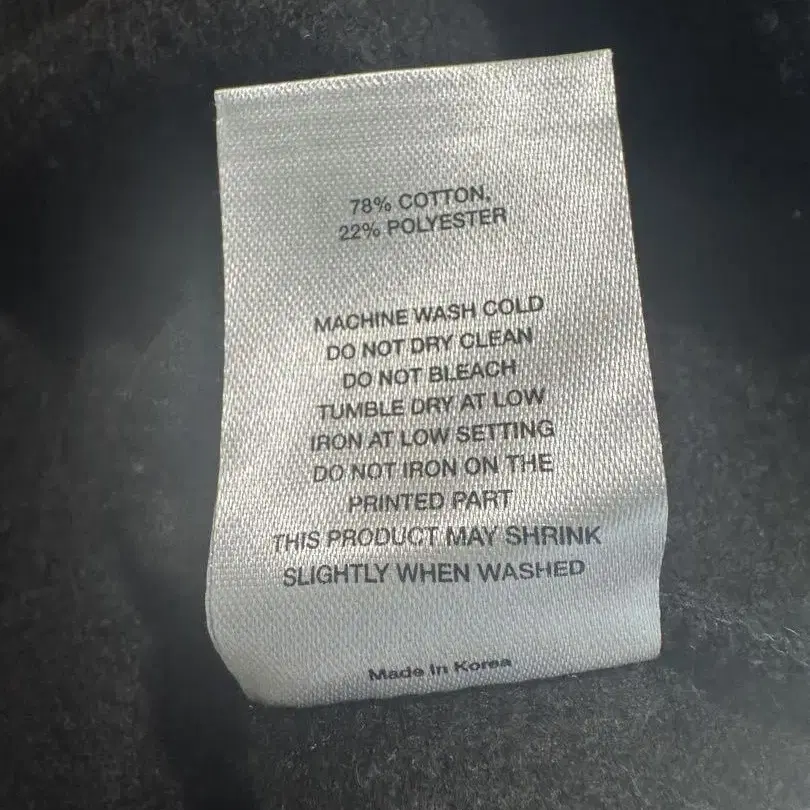 78% COTTON,
22% POLYESTER
MACHINE WASH COLD
DO NOT DRY CLEAN
DO NOT BLEACH
TUMBLE DRY AT LOW
IRON AT LOW SETTING
DO NOT IRON ON THE
PRINTED PART
THIS PRODUCT MAY SHRINK
SLIGHTLY WHEN WASHED
Made In Korea